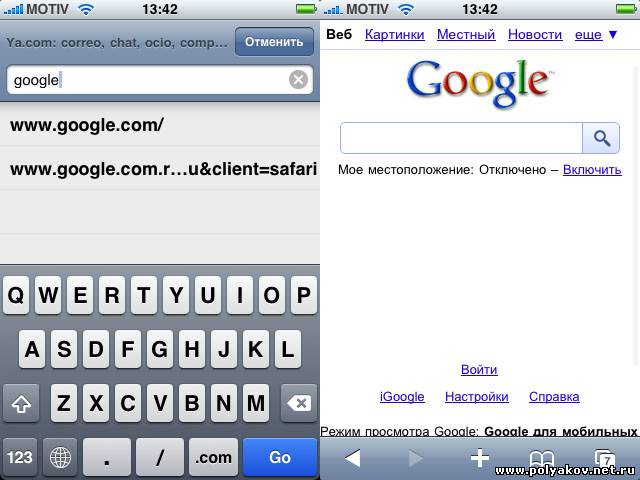 MOTIV 13:42
Ya.com: correo, chat, ocio, comp...
Отменить
google
www.google.com/
www.google.com.r…u&client=safari
Q W E R T Y U I O P
A S D F G H J K L
Z X C V B N M
123 . / .com Go
MOTIV 13:42
Веб Картинки Местный Новости еще ▼
Google™
Мое местоположение: Отключено – Включить
Войти
iGoogle Настройки Справка
Режим просмотра Google: Google для мобильных
7
www.polyakov.net.ru